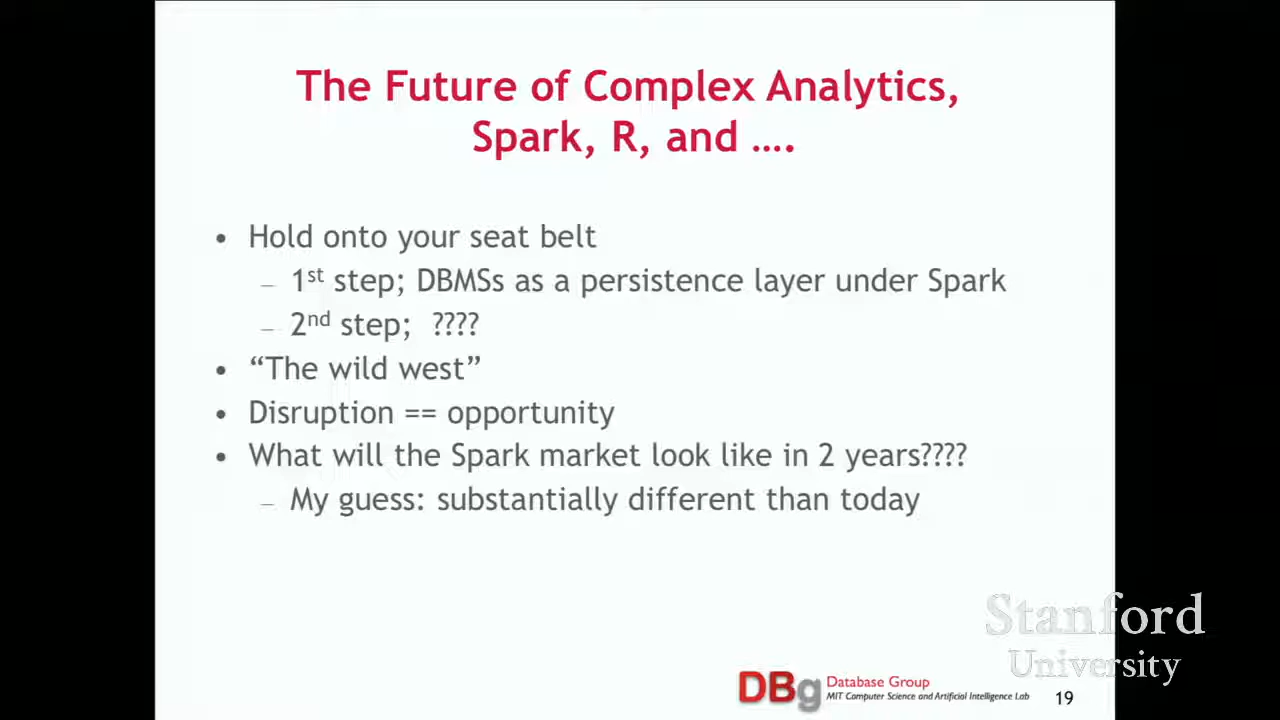 The Future of Complex Analytics,
Spark, R, and ….
• Hold onto your seat belt
– 1st step; DBMSs as a persistence layer under Spark
– 2nd step; ????
• “The wild west”
• Disruption == opportunity
• What will the Spark market look like in 2 years????
– My guess: substantially different than today
Stanford
University
DBg Database Group
MIT Computer Science and Artificial Intelligence Lab
19